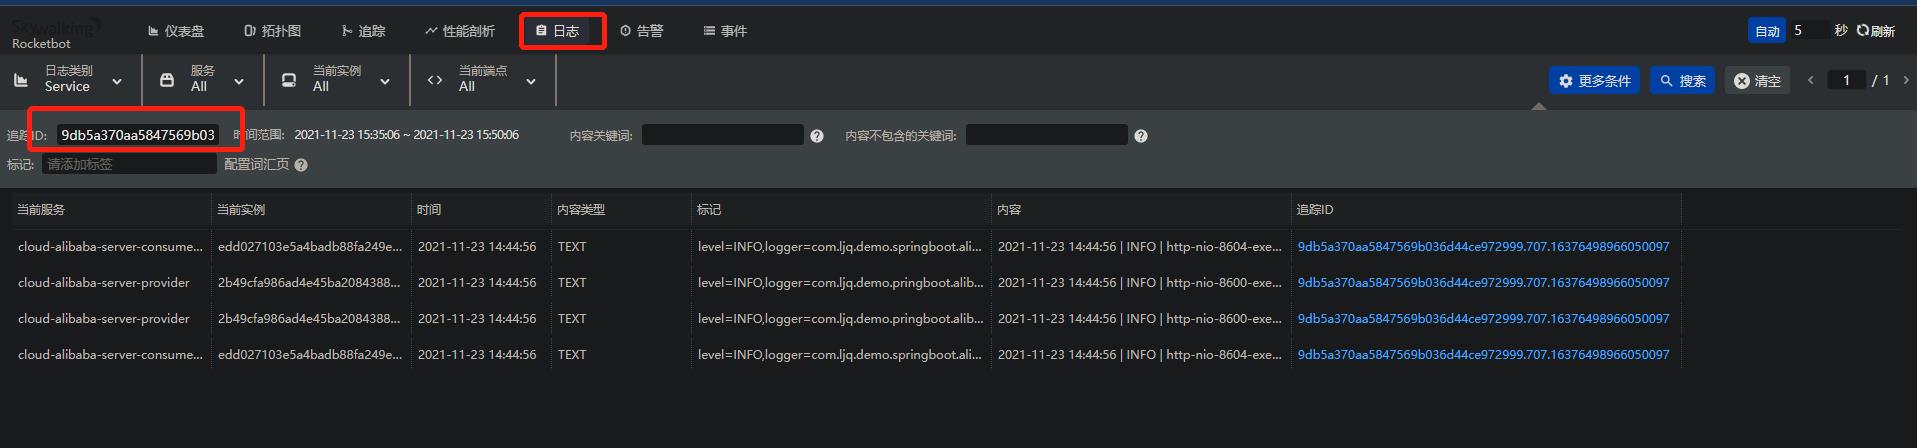 Skywalking
Rocketbot
仪表盘 拓扑图 追踪 性能剖析 日志 告警 事件
自动 5 秒 刷新
日志类别 Service
服务 All
当前实例 All
当前端点 All
更多条件 搜索 清空 1 / 1
追踪ID: 9db5a370aa5847569b03 时间范围: 2021-11-23 15:35:06 ~ 2021-11-23 15:50:06 内容关键词: 内容不包含的关键词:
标记: 请添加标签 配置词汇页
当前服务 当前实例 时间 内容类型 标记 内容 追踪ID
cloud-alibaba-server-consume... edd027103e5a4badb88fa249e... 2021-11-23 14:44:56 TEXT level=INFO,logger=com.ljq.demo.springboot.ali... 2021-11-23 14:44:56 | INFO | http-nio-8604-exe... 9db5a370aa5847569b036d44ce972999.707.16376498966050097
cloud-alibaba-server-provider 2b49cfa986ad4e45ba2084388... 2021-11-23 14:44:56 TEXT level=INFO,logger=com.ljq.demo.pringboot.alib... 2021-11-23 14:44:56 | INFO | http-nio-8600-exe... 9db5a370aa5847569b036d44ce972999.707.16376498966050097
cloud-alibaba-server-provider 2b49cfa986ad4e45ba2084388... 2021-11-23 14:44:56 TEXT level=INFO,logger=com.ljq.demo.pringboot.alib... 2021-11-23 14:44:56 | INFO | http-nio-8600-exe... 9db5a370aa5847569b036d44ce972999.707.16376498966050097
cloud-alibaba-server-consume... edd027103e5a4badb88fa249e... 2021-11-23 14:44:56 TEXT level=INFO,logger=com.ljq.demo.springboot.ali... 2021-11-23 14:44:56 | INFO | http-nio-8604-exe... 9db5a370aa5847569b036d44ce972999.707.16376498966050097